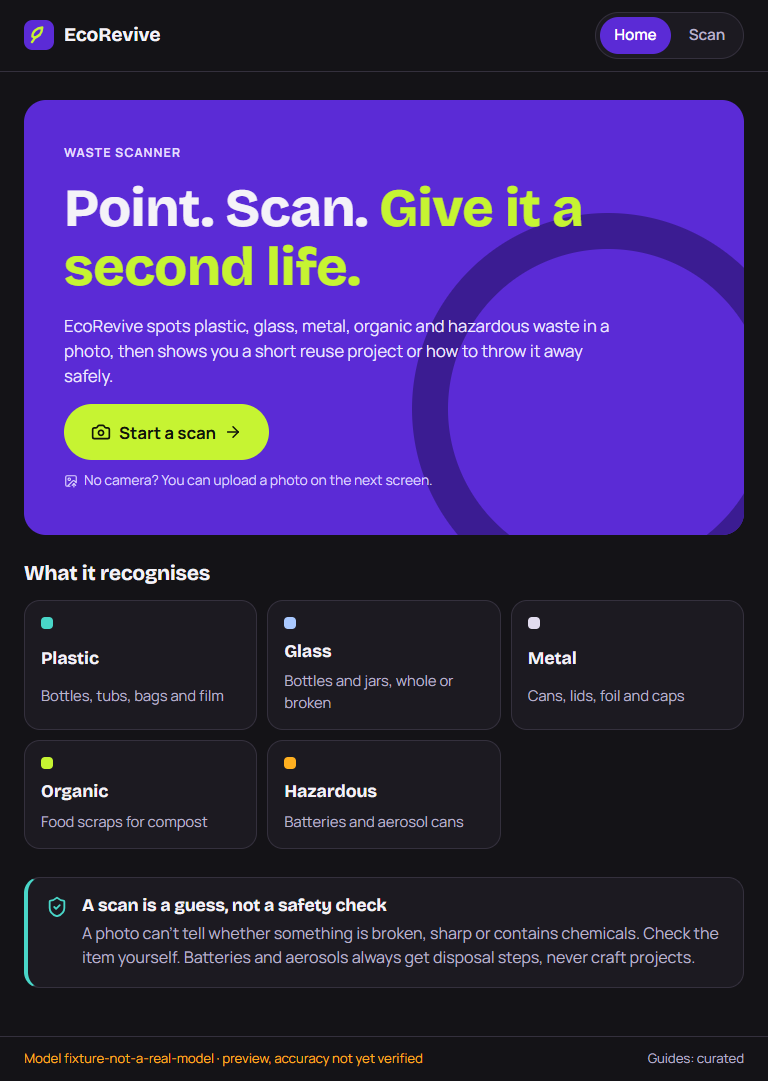 EcoRevive
Home
Scan
WASTE SCANNER
Point. Scan. Give it a
second life.
EcoRevive spots plastic, glass, metal, organic and hazardous waste in a
photo, then shows you a short reuse project or how to throw it away
safely.
Start a scan
No camera? You can upload a photo on the next screen.
What it recognises
Plastic
Bottles, tubs, bags and film
Glass
Bottles and jars, whole or
broken
Metal
Cans, lids, foil and caps
Organic
Food scraps for compost
Hazardous
Batteries and aerosol cans
A scan is a guess, not a safety check
A photo can't tell whether something is broken, sharp or contains chemicals. Check the
item yourself. Batteries and aerosols always get disposal steps, never craft projects.
Model fixture-not-a-real-model · preview, accuracy not yet verified
Guides: curated